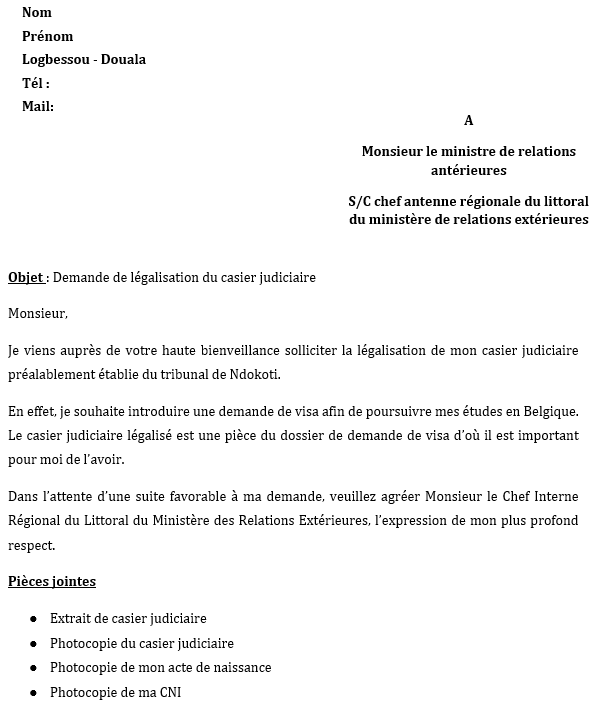 Nom
Prénom
Logbessou - Douala
Tél :
Mail:
A
Monsieur le ministre de relations
antérieures
S/C chef antenne régionale du littoral
du ministère de relations extérieures
Objet : Demande de légalisation du casier judiciaire
Monsieur,
Je viens auprès de votre haute bienveillance solliciter la légalisation de mon casier judiciaire
préalablement établie du tribunal de Ndokoti.
En effet, je souhaite introduire une demande de visa afin de poursuivre mes études en Belgique.
Le casier judiciaire légalisé est une pièce du dossier de demande de visa d’où il est important
pour moi de l’avoir.
Dans l’attente d’une suite favorable à ma demande, veuillez agréer Monsieur le Chef Interne
Régional du Littoral du Ministère des Relations Extérieures, l’expression de mon plus profond
respect.
Pièces jointes
● Extrait de casier judiciaire
● Photocopie du casier judiciaire
● Photocopie de mon acte de naissance
● Photocopie de ma CNI